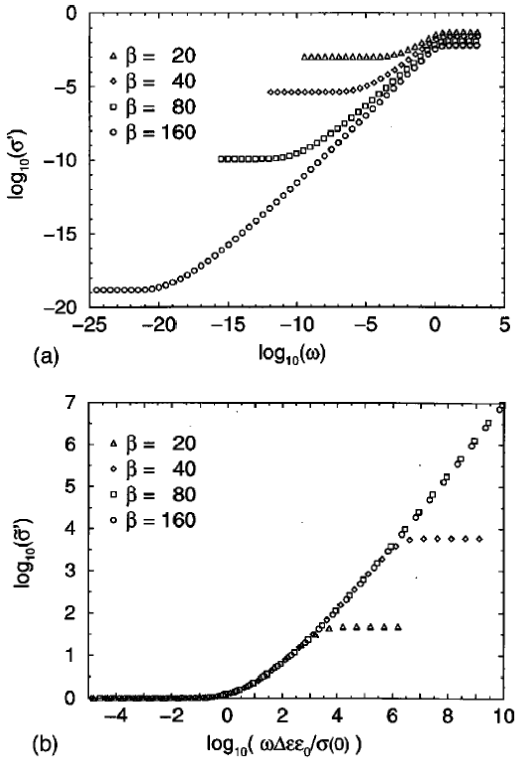 0
−5
−10
−15
−20
log₁₀(σ')
△ β = 20
◇ β = 40
□ β = 80
○ β = 160
−25 −20 −15 −10 −5 0 5
log₁₀(ω)
(a)
7
6
5
4
3
2
1
0
log₁₀(σ̃')
△ β = 20
◇ β = 40
□ β = 80
○ β = 160
−4 −2 0 2 4 6 8 10
log₁₀( ωΔεε₀/σ(0) )
(b)